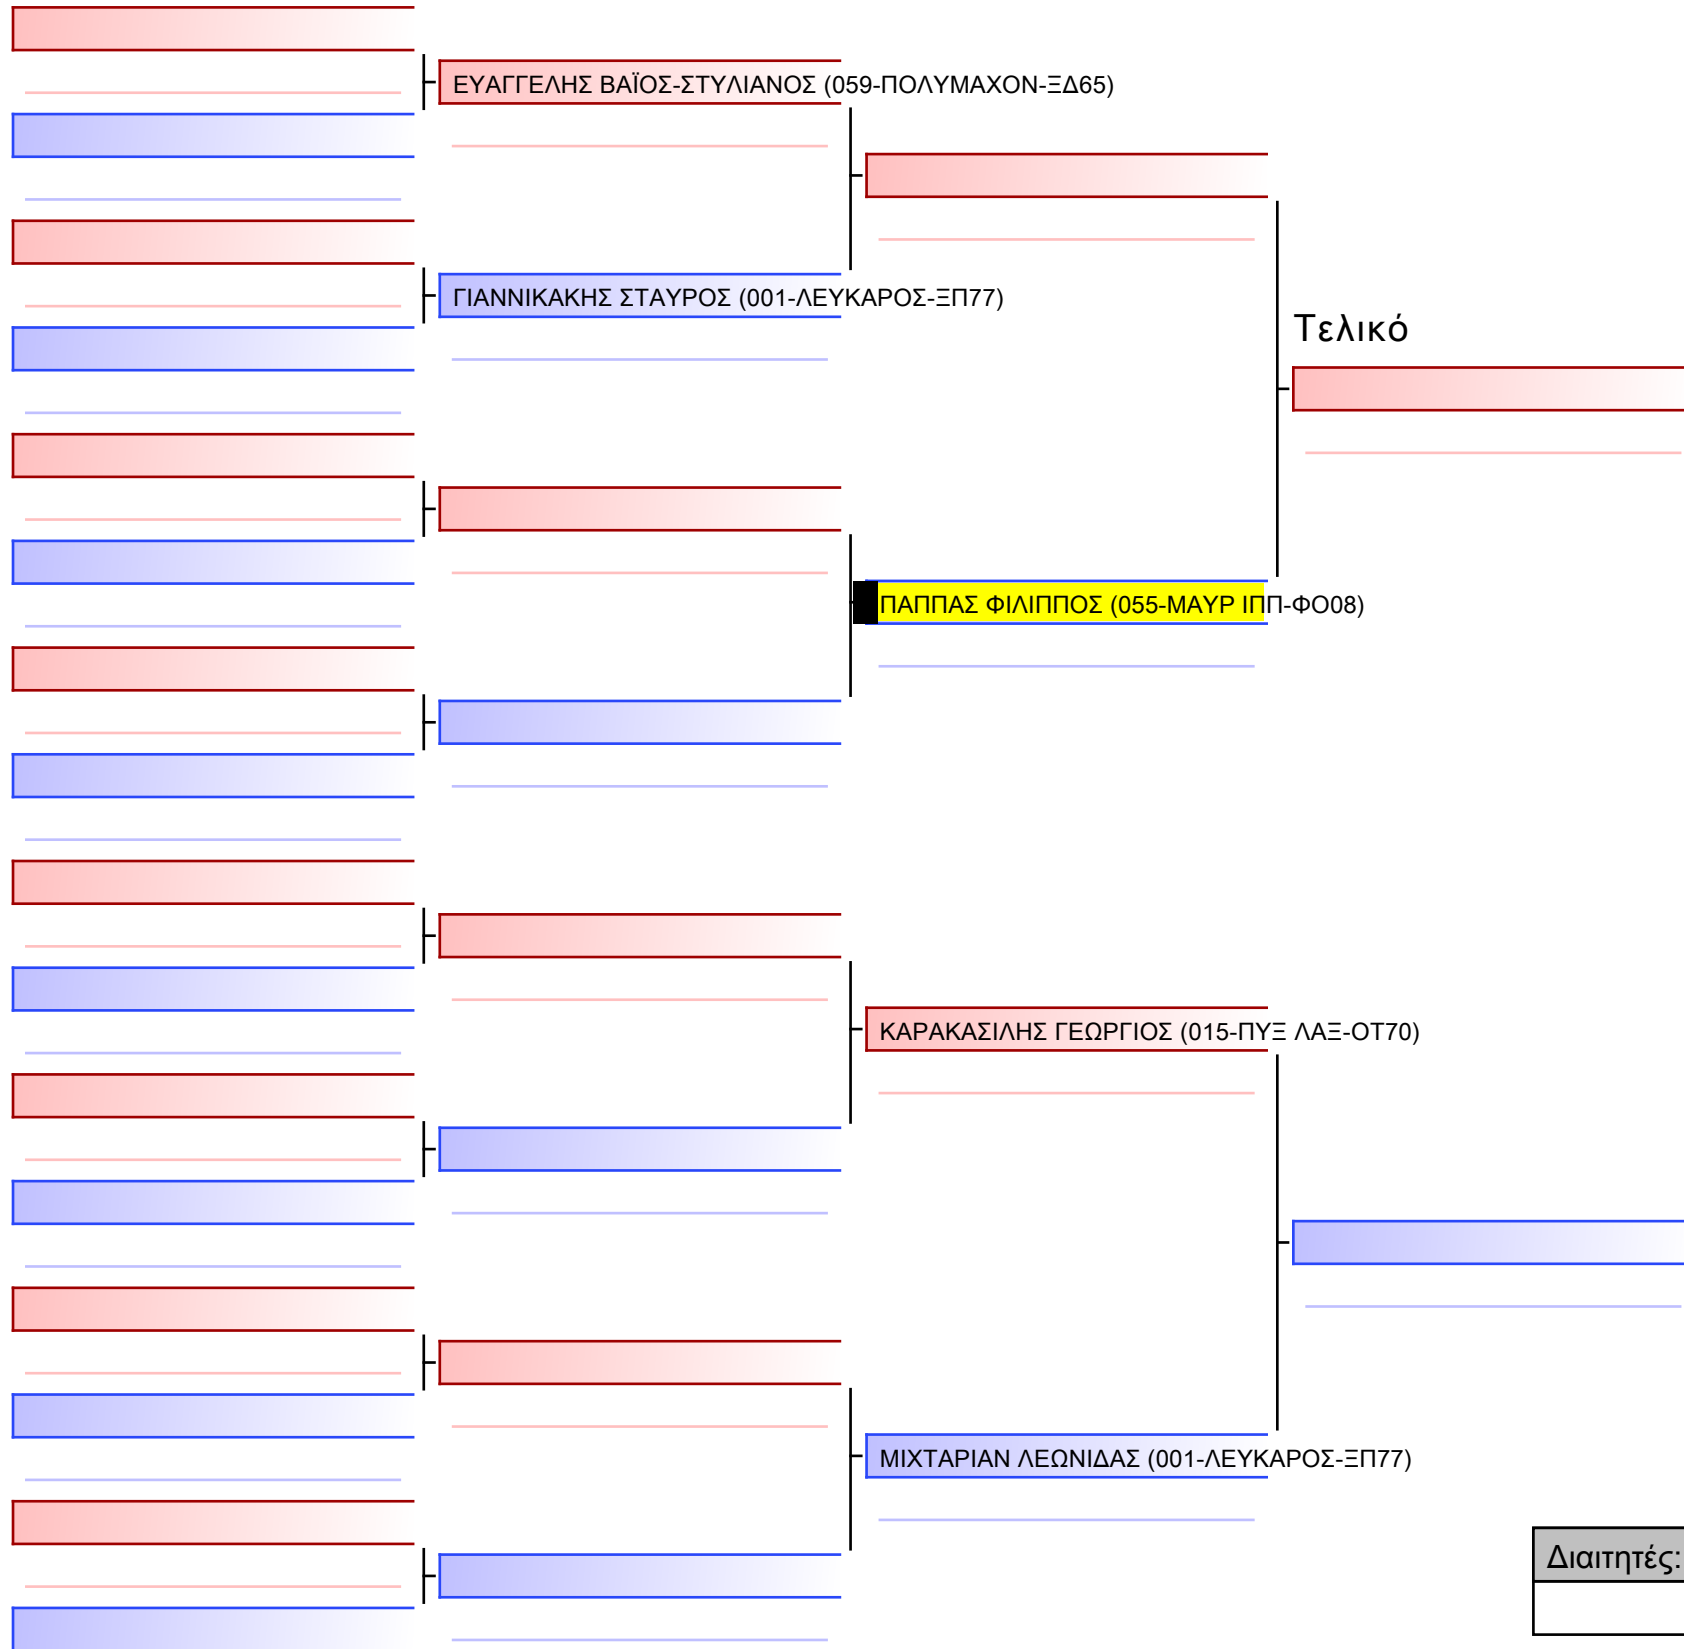 ΕΥΑΓΓΕΛΗΣ ΒΑΪΟΣ-ΣΤΥΛΙΑΝΟΣ (059-ΠΟΛΥΜΑΧΟΝ-ΞΔ65)
ΓΙΑΝΝΙΚΑΚΗΣ ΣΤΑΥΡΟΣ (001-ΛΕΥΚΑΡΟΣ-ΞΠ77)
Τελικό
ΠΑΠΠΑΣ ΦΙΛΙΠΠΟΣ (055-ΜΑΥΡ ΙΠΠ-ΦΟ08)
ΚΑΡΑΚΑΣΙΛΗΣ ΓΕΩΡΓΙΟΣ (015-ΠΥΞ ΛΑΞ-ΟΤ70)
ΜΙΧΤΑΡΙΑΝ ΛΕΩΝΙΔΑΣ (001-ΛΕΥΚΑΡΟΣ-ΞΠ77)
Διαιτητές: